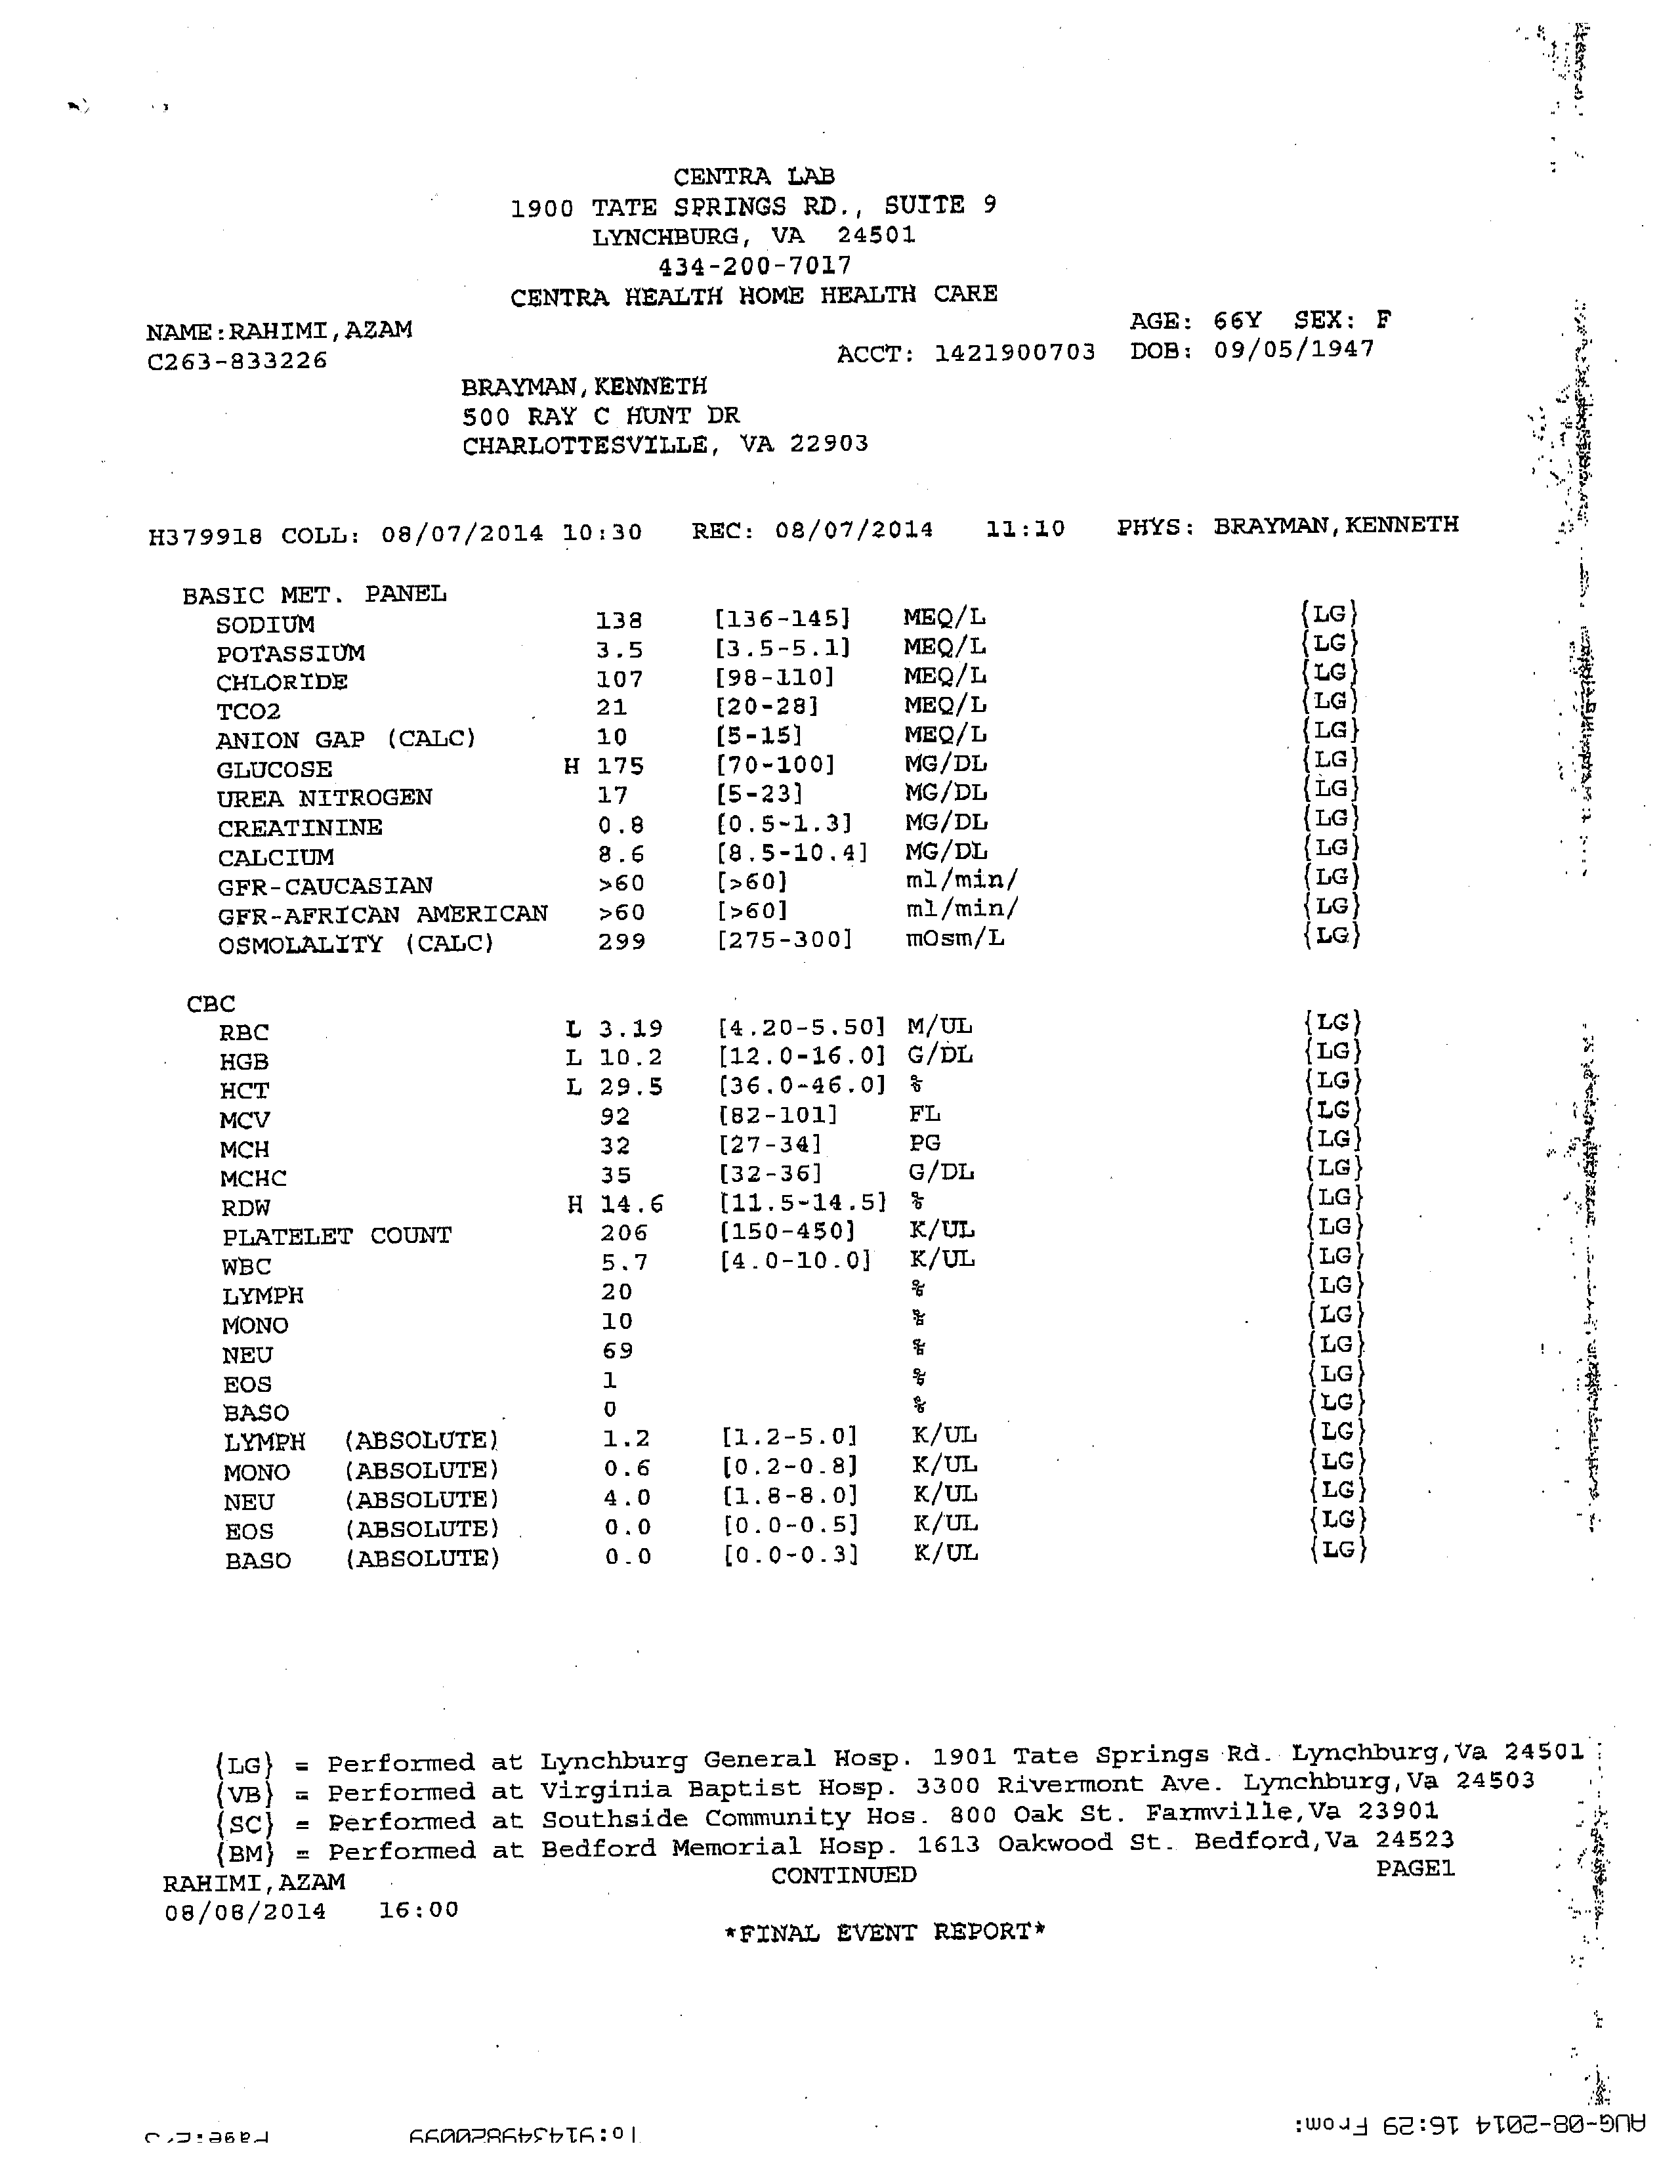 CENTRA LAB
1900 TATE SPRINGS RD., SUITE 9
LYNCHBURG, VA 24501
434-200-7017
CENTRA HEALTH HOME HEALTH CARE
NAME:RAHIMI,AZAM AGE: 66Y SEX: F
C263-833226 ACCT: 1421900703 DOB: 09/05/1947
BRAYMAN,KENNETH
500 RAY C HUNT DR
CHARLOTTESVILLE, VA 22903
H379918 COLL: 08/07/2014 10:30 REC: 08/07/2014 11:10 PHYS: BRAYMAN,KENNETH
BASIC MET. PANEL
SODIUM 138 [136-145] MEQ/L {LG}
POTASSIUM 3.5 [3.5-5.1] MEQ/L {LG}
CHLORIDE 107 [98-110] MEQ/L {LG}
TCO2 21 [20-28] MEQ/L {LG}
ANION GAP (CALC) 10 [5-15] MEQ/L {LG}
GLUCOSE H 175 [70-100] MG/DL {LG}
UREA NITROGEN 17 [5-23] MG/DL {LG}
CREATININE 0.8 [0.5-1.3] MG/DL {LG}
CALCIUM 8.6 [8.5-10.4] MG/DL {LG}
GFR-CAUCASIAN >60 [>60] ml/min/ {LG}
GFR-AFRICAN AMERICAN >60 [>60] ml/min/ {LG}
OSMOLALITY (CALC) 299 [275-300] mOsm/L {LG}
CBC
RBC L 3.19 [4.20-5.50] M/UL {LG}
HGB L 10.2 [12.0-16.0] G/DL {LG}
HCT L 29.5 [36.0-46.0] % {LG}
MCV 92 [82-101] FL {LG}
MCH 32 [27-34] PG {LG}
MCHC 35 [32-36] G/DL {LG}
RDW H 14.6 [11.5-14.5] % {LG}
PLATELET COUNT 206 [150-450] K/UL {LG}
WBC 5.7 [4.0-10.0] K/UL {LG}
LYMPH 20 % {LG}
MONO 10 % {LG}
NEU 69 % {LG}
EOS 1 % {LG}
BASO 0 % {LG}
LYMPH (ABSOLUTE) 1.2 [1.2-5.0] K/UL {LG}
MONO (ABSOLUTE) 0.6 [0.2-0.8] K/UL {LG}
NEU (ABSOLUTE) 4.0 [1.8-8.0] K/UL {LG}
EOS (ABSOLUTE) 0.0 [0.0-0.5] K/UL {LG}
BASO (ABSOLUTE) 0.0 [0.0-0.3] K/UL {LG}
{LG} = Performed at Lynchburg General Hosp. 1901 Tate Springs Rd. Lynchburg,Va 24501
{VB} = Performed at Virginia Baptist Hosp. 3300 Rivermont Ave. Lynchburg,Va 24503
{SC} = Performed at Southside Community Hos. 800 Oak St. Farmville,Va 23901
{BM} = Performed at Bedford Memorial Hosp. 1613 Oakwood St. Bedford,Va 24523
RAHIMI,AZAM CONTINUED PAGE1
08/08/2014 16:00
*FINAL EVENT REPORT*
AUG-08-2014 16:29 From: